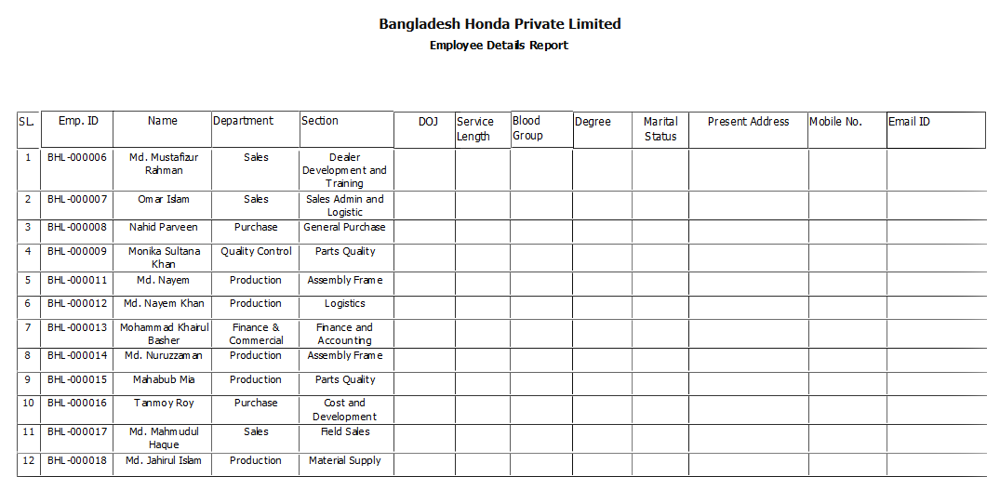 Bangladesh Honda Private Limited
Employee Details Report
SL. Emp. ID Name Department Section DOJ Service Length Blood Group Degree Marital Status Present Address Mobile No. Email ID
1 BHL-000006 Md. Mustafizur Rahman Sales Dealer Development and Training
2 BHL-000007 Omar Islam Sales Sales Admin and Logistic
3 BHL-000008 Nahid Parveen Purchase General Purchase
4 BHL-000009 Monika Sultana Khan Quality Control Parts Quality
5 BHL-000011 Md. Nayem Production Assembly Frame
6 BHL-000012 Md. Nayem Khan Production Logistics
7 BHL-000013 Mohammad Khairul Basher Finance & Commercial Finance and Accounting
8 BHL-000014 Md. Nuruzzaman Production Assembly Frame
9 BHL-000015 Mahabub Mia Production Parts Quality
10 BHL-000016 Tanmoy Roy Purchase Cost and Development
11 BHL-000017 Md. Mahmudul Haque Sales Field Sales
12 BHL-000018 Md. Jahirul Islam Production Material Supply